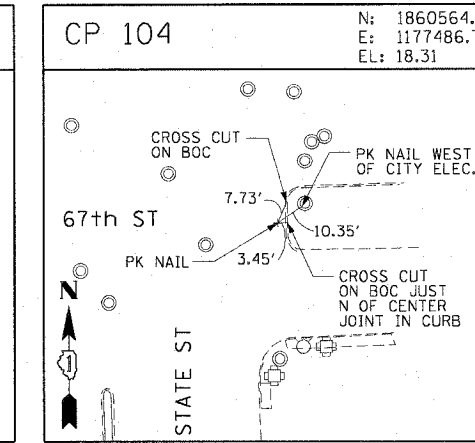 CP 104
N: 1860564.
E: 1177486.
EL: 18.31
CROSS CUT
ON BOC
PK NAIL WEST
OF CITY ELEC.
7.73'
67th ST
10.35'
PK NAIL
3.45'
CROSS CUT
ON BOC JUST
N OF CENTER
JOINT IN CURB
N
1
STATE ST